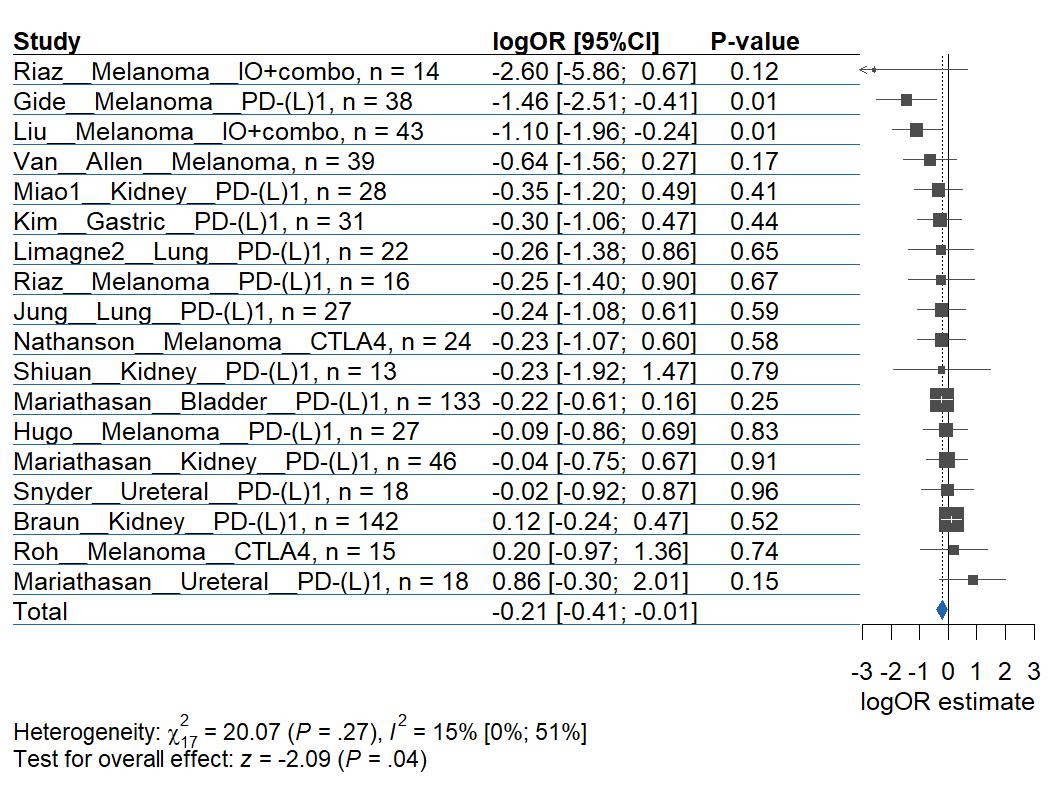 Study logOR [95%CI] P-value
Riaz__Melanoma__IO+combo, n = 14 -2.60 [-5.86; 0.67] 0.12
Gide__Melanoma__PD-(L)1, n = 38 -1.46 [-2.51; -0.41] 0.01
Liu__Melanoma__IO+combo, n = 43 -1.10 [-1.96; -0.24] 0.01
Van__Allen__Melanoma, n = 39 -0.64 [-1.56; 0.27] 0.17
Miao1__Kidney__PD-(L)1, n = 28 -0.35 [-1.20; 0.49] 0.41
Kim__Gastric__PD-(L)1, n = 31 -0.30 [-1.06; 0.47] 0.44
Limagne2__Lung__PD-(L)1, n = 22 -0.26 [-1.38; 0.86] 0.65
Riaz__Melanoma__PD-(L)1, n = 16 -0.25 [-1.40; 0.90] 0.67
Jung__Lung__PD-(L)1, n = 27 -0.24 [-1.08; 0.61] 0.59
Nathanson__Melanoma__CTLA4, n = 24 -0.23 [-1.07; 0.60] 0.58
Shiuan__Kidney__PD-(L)1, n = 13 -0.23 [-1.92; 1.47] 0.79
Mariathasan__Bladder__PD-(L)1, n = 133 -0.22 [-0.61; 0.16] 0.25
Hugo__Melanoma__PD-(L)1, n = 27 -0.09 [-0.86; 0.69] 0.83
Mariathasan__Kidney__PD-(L)1, n = 46 -0.04 [-0.75; 0.67] 0.91
Snyder__Ureteral__PD-(L)1, n = 18 -0.02 [-0.92; 0.87] 0.96
Braun__Kidney__PD-(L)1, n = 142 0.12 [-0.24; 0.47] 0.52
Roh__Melanoma__CTLA4, n = 15 0.20 [-0.97; 1.36] 0.74
Mariathasan__Ureteral__PD-(L)1, n = 18 0.86 [-0.30; 2.01] 0.15
Total -0.21 [-0.41; -0.01]
-3 -2 -1 0 1 2 3
logOR estimate
Heterogeneity: χ²₁₇ = 20.07 (P = .27), I² = 15% [0%; 51%]
Test for overall effect: z = -2.09 (P = .04)